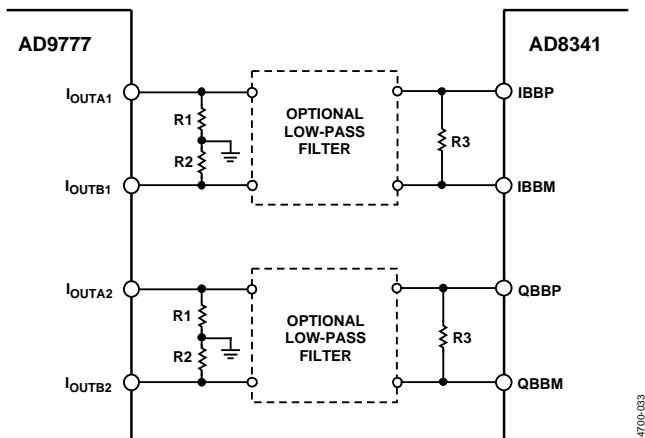 AD9777
AD8341
IOUTA1
R1
R2
IOUTB1
OPTIONAL
LOW-PASS
FILTER
R3
IBBP
IBBM
IOUTA2
R1
R2
IOUTB2
OPTIONAL
LOW-PASS
FILTER
R3
QBBP
QBBM
4700-033